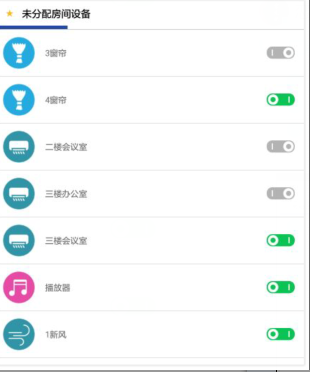 未分配房间设备
3窗帘
4窗帘
二楼会议室
三楼办公室
三楼会议室
播放器
1新风